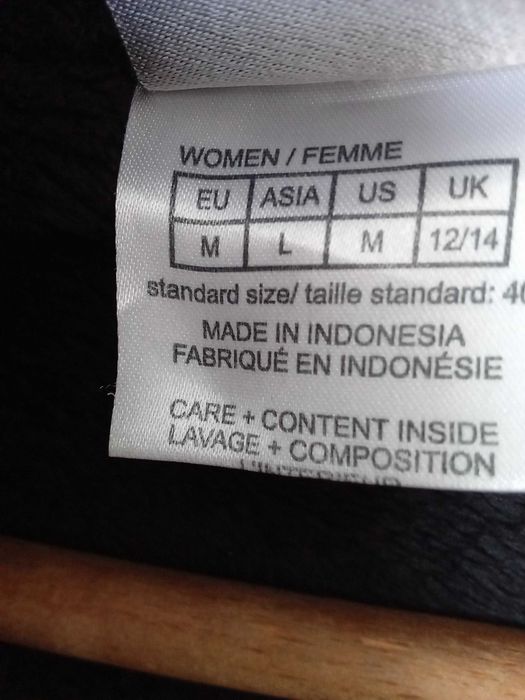 WOMEN / FEMME
EU ASIA US UK
M L M 12/14
standard size/ taille standard: 40
MADE IN INDONESIA
FABRIQUÉ EN INDONÉSIE
CARE + CONTENT INSIDE
LAVAGE + COMPOSITION